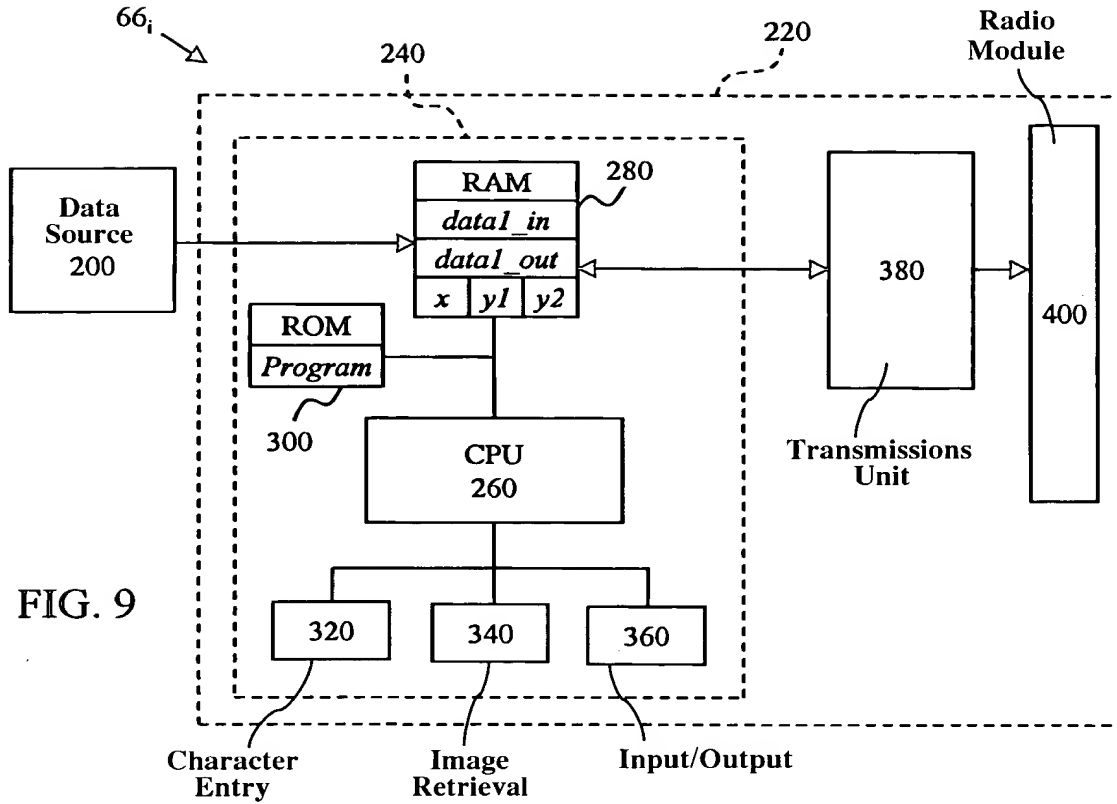 66i
240
220
Radio
Module
Data
Source
200
RAM
data1_in
data1_out
x y1 y2
280
ROM
Program
300
CPU
260
380
400
Transmissions
Unit
FIG. 9
320
340
360
Character
Entry
Image
Retrieval
Input/Output